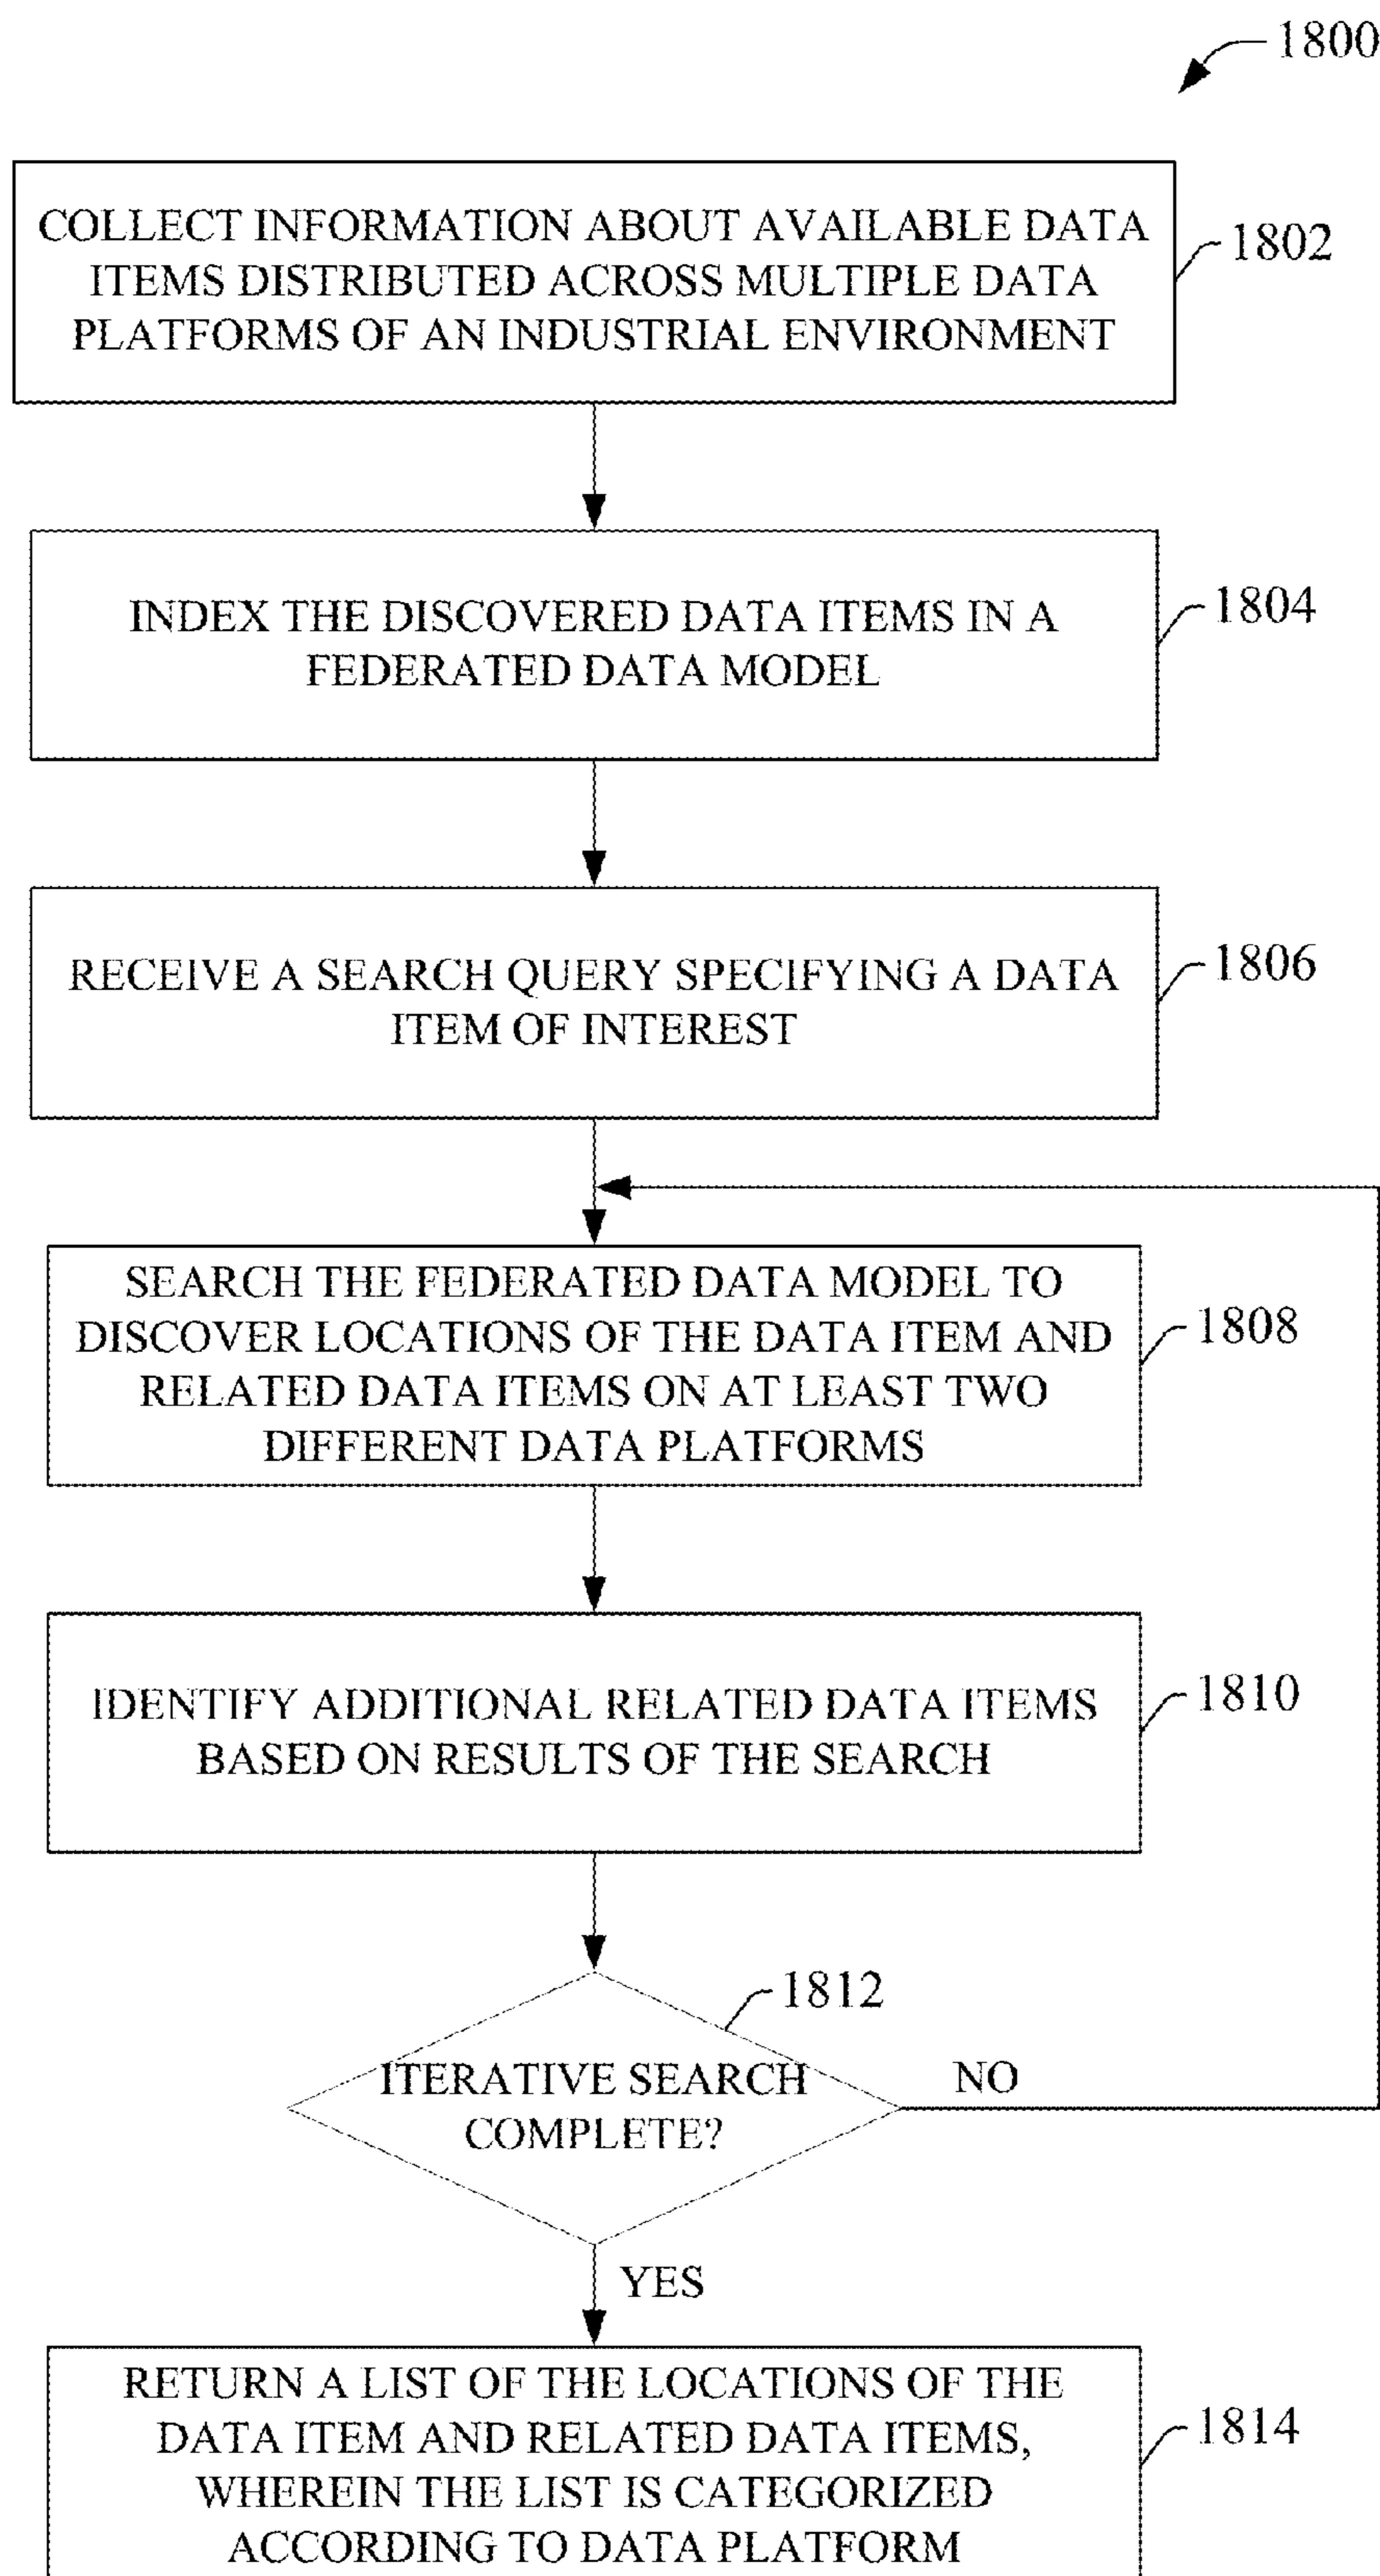 1800
COLLECT INFORMATION ABOUT AVAILABLE DATA
ITEMS DISTRIBUTED ACROSS MULTIPLE DATA
PLATFORMS OF AN INDUSTRIAL ENVIRONMENT
1802
INDEX THE DISCOVERED DATA ITEMS IN A
FEDERATED DATA MODEL
1804
RECEIVE A SEARCH QUERY SPECIFYING A DATA
ITEM OF INTEREST
1806
SEARCH THE FEDERATED DATA MODEL TO
DISCOVER LOCATIONS OF THE DATA ITEM AND
RELATED DATA ITEMS ON AT LEAST TWO
DIFFERENT DATA PLATFORMS
1808
IDENTIFY ADDITIONAL RELATED DATA ITEMS
BASED ON RESULTS OF THE SEARCH
1810
1812
ITERATIVE SEARCH
COMPLETE?
NO
YES
RETURN A LIST OF THE LOCATIONS OF THE
DATA ITEM AND RELATED DATA ITEMS,
WHEREIN THE LIST IS CATEGORIZED
ACCORDING TO DATA PLATFORM
1814